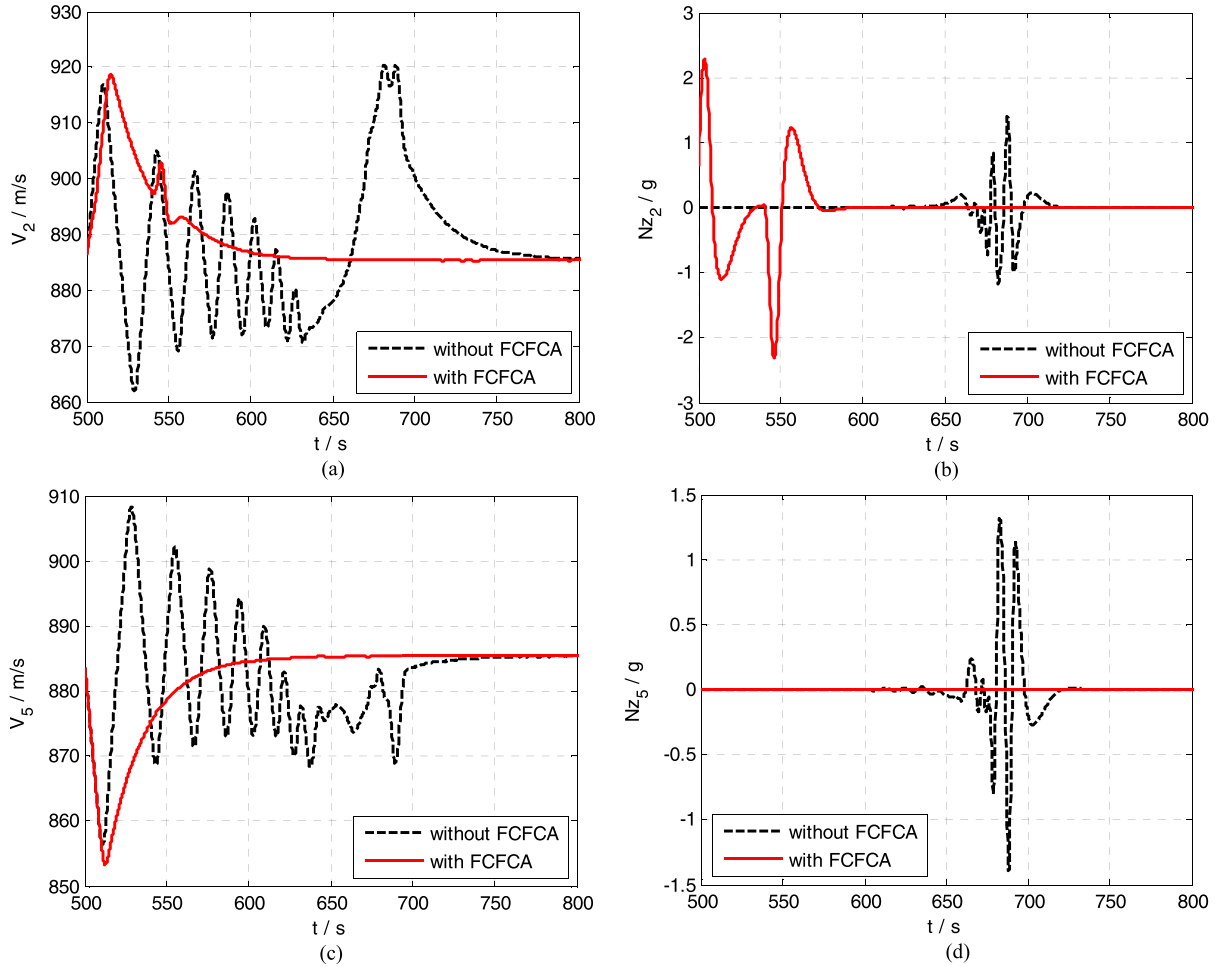 930
920
910
900
890
880
870
860
V2 / m/s
500 550 600 650 700 750 800
t / s
without FCFCA
with FCFCA
(a)
3
2
1
0
-1
-2
-3
Nz2 / g
500 550 600 650 700 750 800
t / s
without FCFCA
with FCFCA
(b)
910
900
890
880
870
860
850
V5 / m/s
500 550 600 650 700 750 800
t / s
without FCFCA
with FCFCA
(c)
1.5
1
0.5
0
-0.5
-1
-1.5
Nz5 / g
500 550 600 650 700 750 800
t / s
without FCFCA
with FCFCA
(d)